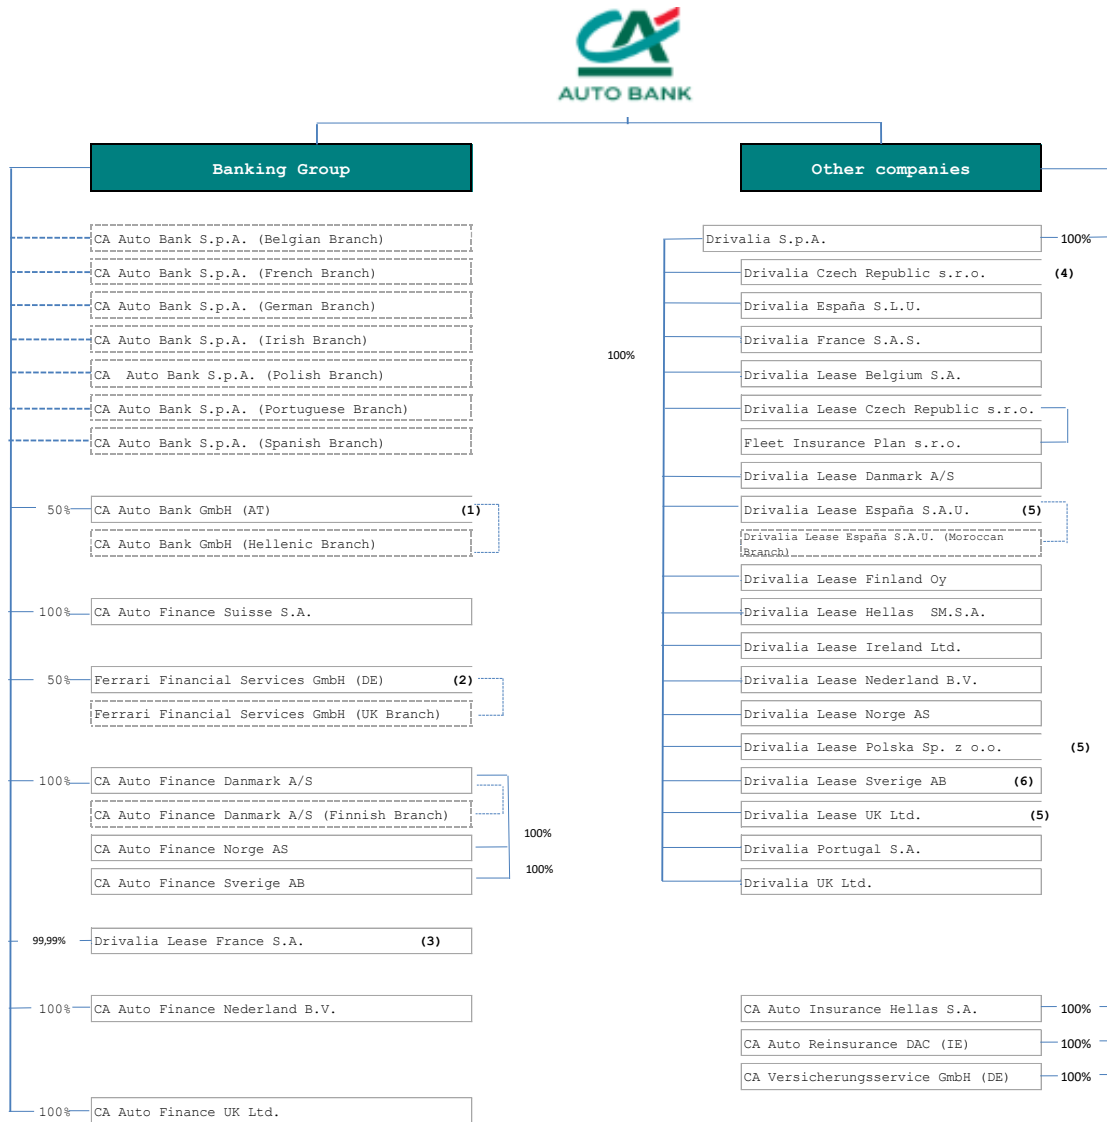 CA
AUTO BANK
Banking Group
CA Auto Bank S.p.A. (Belgian Branch)
CA Auto Bank S.p.A. (French Branch)
CA Auto Bank S.p.A. (German Branch)
CA Auto Bank S.p.A. (Irish Branch)
CA  Auto Bank S.p.A. (Polish Branch)
CA Auto Bank S.p.A. (Portuguese Branch)
CA Auto Bank S.p.A. (Spanish Branch)
50% CA Auto Bank GmbH (AT) (1)
CA Auto Bank GmbH (Hellenic Branch)
100% CA Auto Finance Suisse S.A.
50% Ferrari Financial Services GmbH (DE) (2)
Ferrari Financial Services GmbH (UK Branch)
100% CA Auto Finance Danmark A/S
CA Auto Finance Danmark A/S (Finnish Branch)
100%
CA Auto Finance Norge AS
100%
CA Auto Finance Sverige AB
99,99% Drivalia Lease France S.A. (3)
100% CA Auto Finance Nederland B.V.
100% CA Auto Finance UK Ltd.
Other companies
Drivalia S.p.A. 100%
Drivalia Czech Republic s.r.o. (4)
Drivalia España S.L.U.
Drivalia France S.A.S.
100%
Drivalia Lease Belgium S.A.
Drivalia Lease Czech Republic s.r.o.
Fleet Insurance Plan s.r.o.
Drivalia Lease Danmark A/S
Drivalia Lease España S.A.U. (5)
Drivalia Lease España S.A.U. (Moroccan
Branch)
Drivalia Lease Finland Oy
Drivalia Lease Hellas  SM.S.A.
Drivalia Lease Ireland Ltd.
Drivalia Lease Nederland B.V.
Drivalia Lease Norge AS
Drivalia Lease Polska Sp. z o.o. (5)
Drivalia Lease Sverige AB (6)
Drivalia Lease UK Ltd. (5)
Drivalia Portugal S.A.
Drivalia UK Ltd.
CA Auto Insurance Hellas S.A. 100%
CA Auto Reinsurance DAC (IE) 100%
CA Versicherungsservice GmbH (DE) 100%